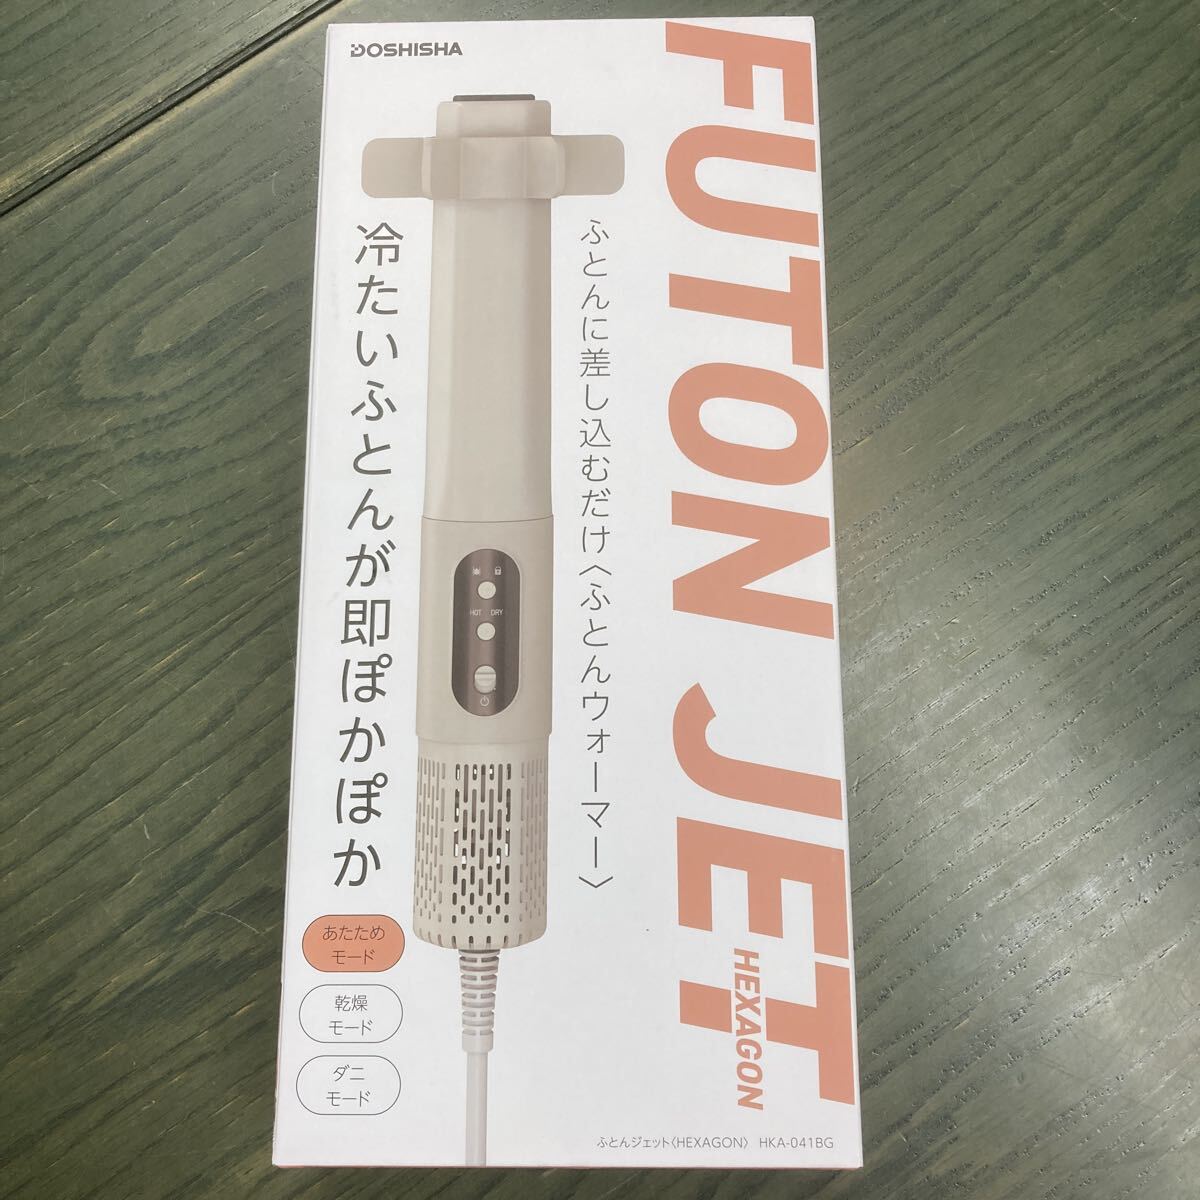 DOSHISHA
FUTON JET
HEXAGON
ふとんに差し込むだけ〈ふとんウォーマー〉
冷たいふとんが即ぽかぽか
HOT DRY
あたため
モード
乾燥
モード
ダニ
モード
ふとんジェット〈HEXAGON〉 HKA-041BG